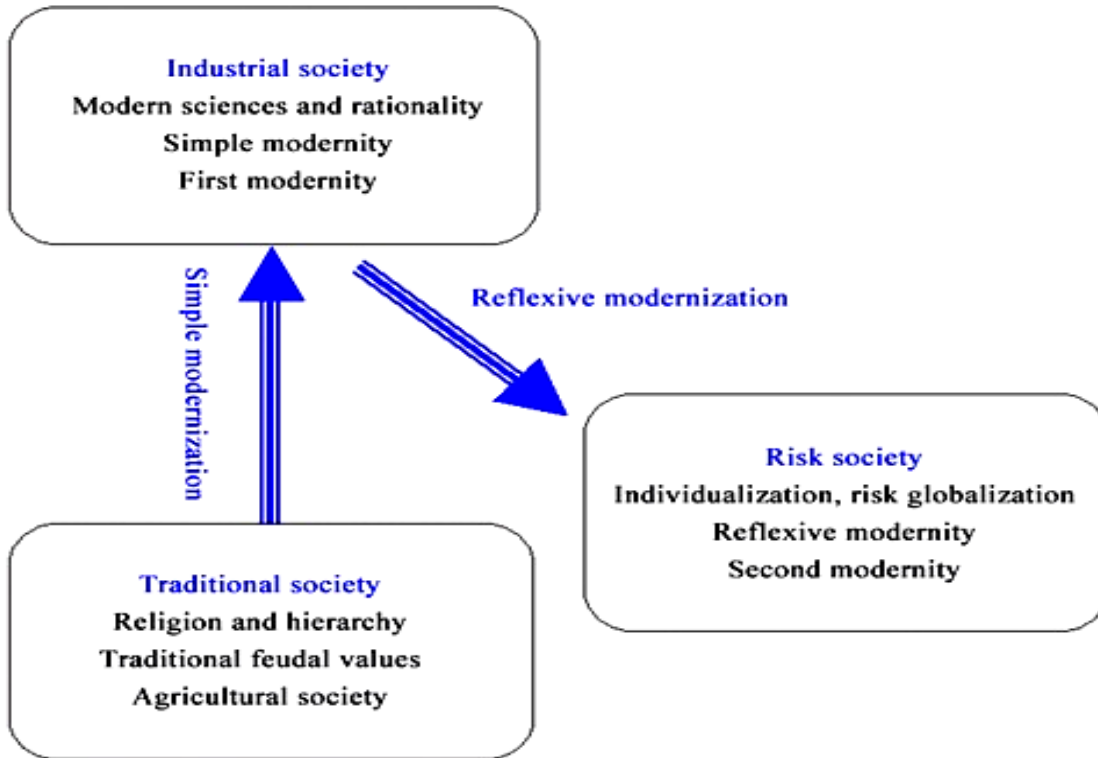 Industrial society
Modern sciences and rationality
Simple modernity
First modernity
Simple modernization
Reflexive modernization
Risk society
Individualization, risk globalization
Reflexive modernity
Second modernity
Traditional society
Religion and hierarchy
Traditional feudal values
Agricultural society